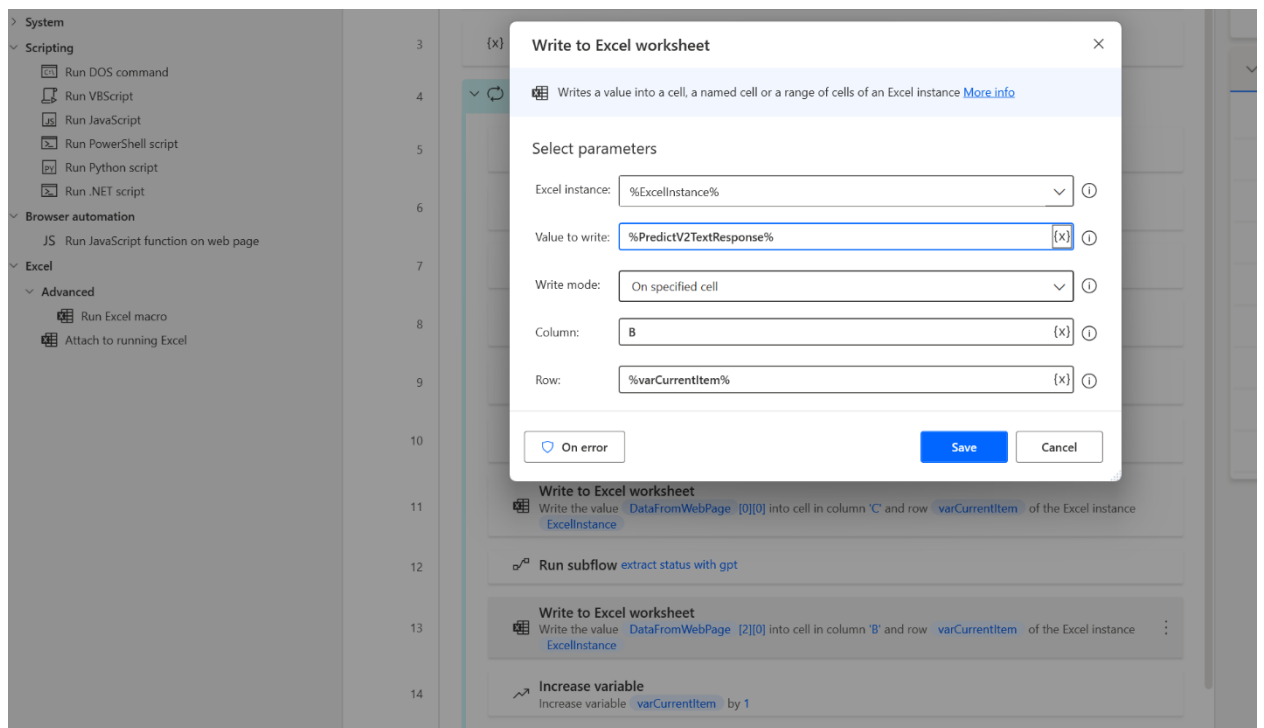 System
Scripting
Run DOS command
Run VBScript
Run JavaScript
Run PowerShell script
Run Python script
Run .NET script
Browser automation
JS Run JavaScript function on web page
Excel
Advanced
Run Excel macro
Attach to running Excel
3
4
5
6
7
8
9
10
11
12
13
14
{x}
Write to Excel worksheet
Writes a value into a cell, a named cell or a range of cells of an Excel instance More info
Select parameters
Excel instance: %ExcelInstance%
Value to write: %PredictV2TextResponse% {x}
Write mode: On specified cell
Column: B {x}
Row: %varCurrentItem% {x}
On error
Save
Cancel
Write to Excel worksheet
Write the value DataFromWebPage [0][0] into cell in column 'C' and row varCurrentItem of the Excel instance
ExcelInstance
Run subflow extract status with gpt
Write to Excel worksheet
Write the value DataFromWebPage [2][0] into cell in column 'B' and row varCurrentItem of the Excel instance
ExcelInstance
Increase variable
Increase variable varCurrentItem by 1